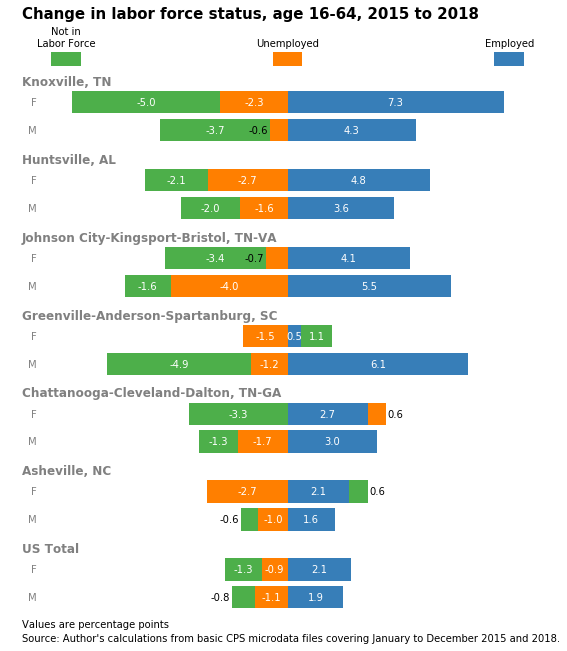 Change in labor force status, age 16-64, 2015 to 2018
Not in
Labor Force
Unemployed
Employed
Knoxville, TN
F -5.0 -2.3 7.3
M -3.7 -0.6 4.3
Huntsville, AL
F -2.1 -2.7 4.8
M -2.0 -1.6 3.6
Johnson City-Kingsport-Bristol, TN-VA
F -3.4 -0.7 4.1
M -1.6 -4.0 5.5
Greenville-Anderson-Spartanburg, SC
F -1.5 0.5 1.1
M -4.9 -1.2 6.1
Chattanooga-Cleveland-Dalton, TN-GA
F -3.3 2.7 0.6
M -1.3 -1.7 3.0
Asheville, NC
F -2.7 2.1 0.6
M -0.6 -1.0 1.6
US Total
F -1.3 -0.9 2.1
M -0.8 -1.1 1.9
Values are percentage points
Source: Author's calculations from basic CPS microdata files covering January to December 2015 and 2018.